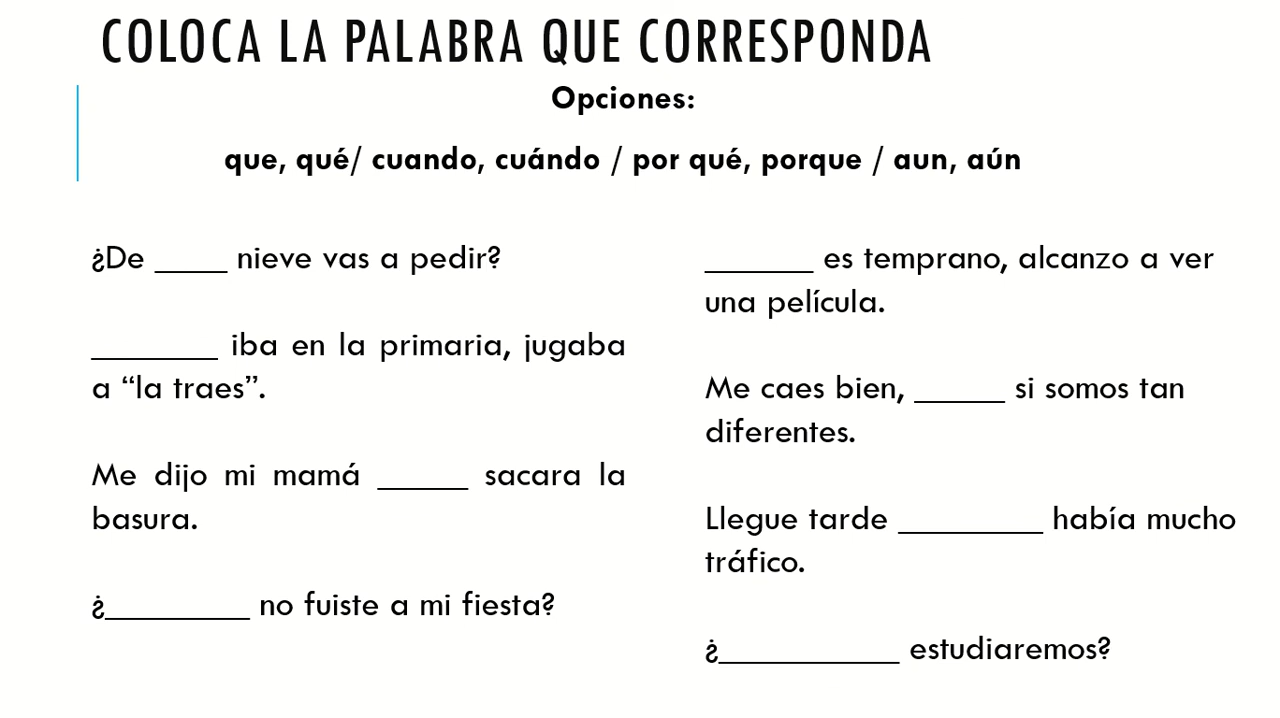 COLOCA LA PALABRA QUE CORRESPONDA
Opciones:
que, qué/ cuando, cuándo / por qué, porque / aun, aún
¿De ____ nieve vas a pedir?
_______ iba en la primaria, jugaba
a “la traes”.
Me dijo mi mamá _____ sacara la
basura.
¿________ no fuiste a mi fiesta?
______ es temprano, alcanzo a ver
una película.
Me caes bien, _____ si somos tan
diferentes.
Llegue tarde ________ había mucho
tráfico.
¿__________ estudiaremos?